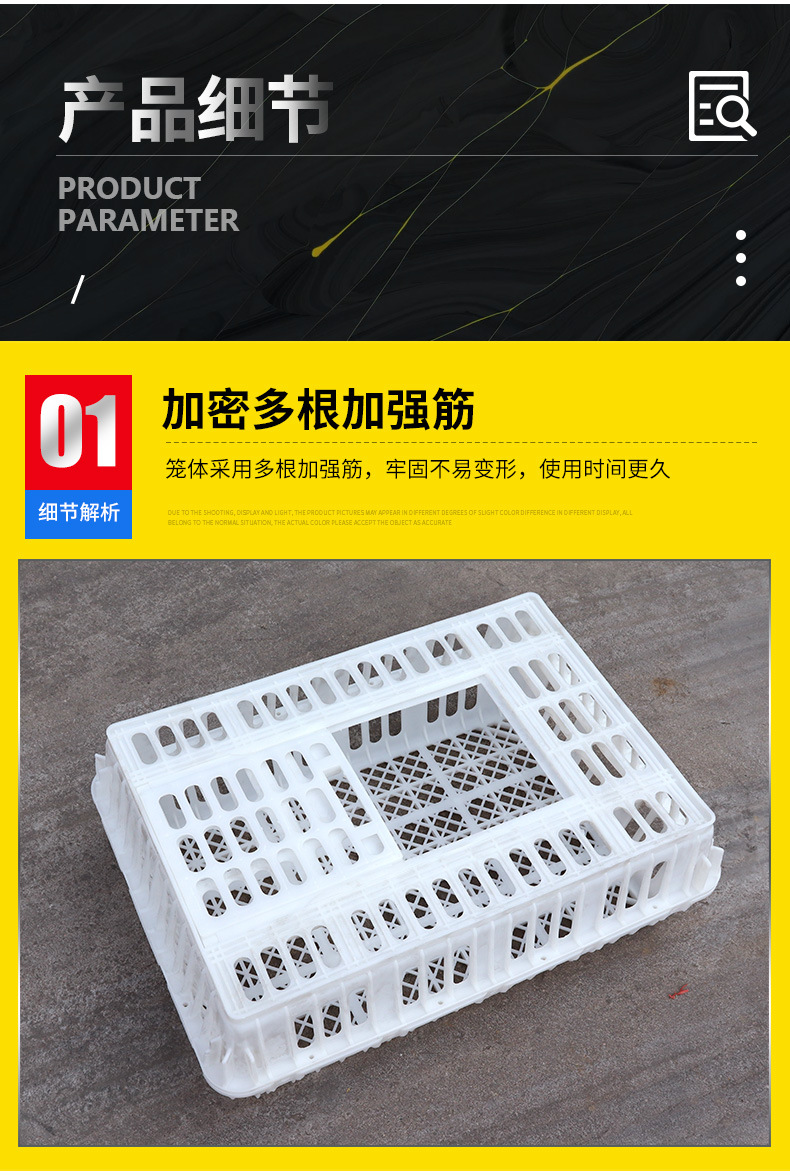 产品细节
PRODUCT
PARAMETER
/
01
细节解析
加密多根加强筋
笼体采用多根加强筋，牢固不易变形，使用时间更久
DUE TO THE SHOOTING, DISPLAY AND LIGHT, THE PRODUCT PICTURES MAY APPEAR IN DIFFERENT DEGREES OF SLIGHT COLOR DIFFERENCE IN DIFFERENT DISPLAY, ALL
BELONG TO THE NORMAL SITUATION, THE ACTUAL COLOR PLEASE ACCEPT THE OBJECT AS ACCURATE